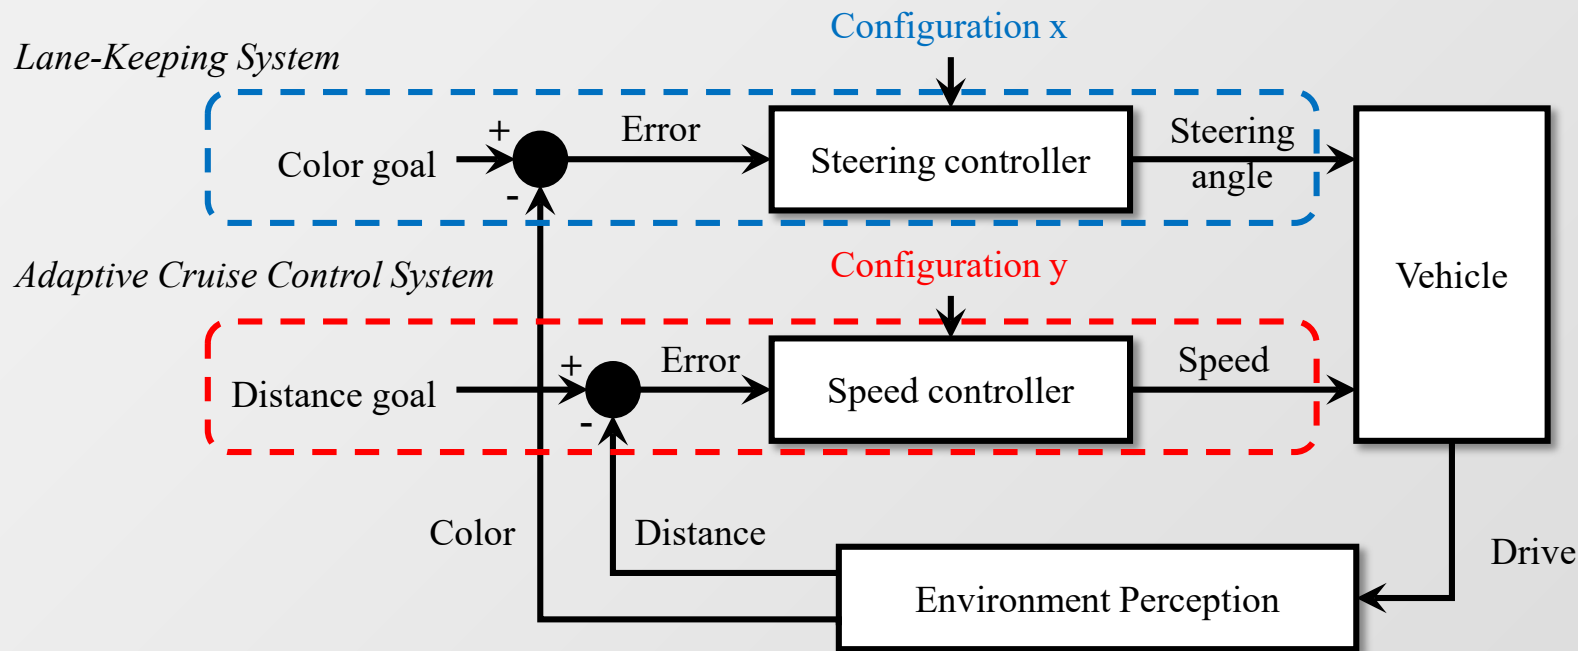 Configuration x
Lane-Keeping System
+
Error
Steering
angle
Color goal
Steering controller
-
Vehicle
Adaptive Cruise Control System
Configuration y
+
Error
Speed
Distance goal
Speed controller
-
Color
Distance
Drive
Environment Perception